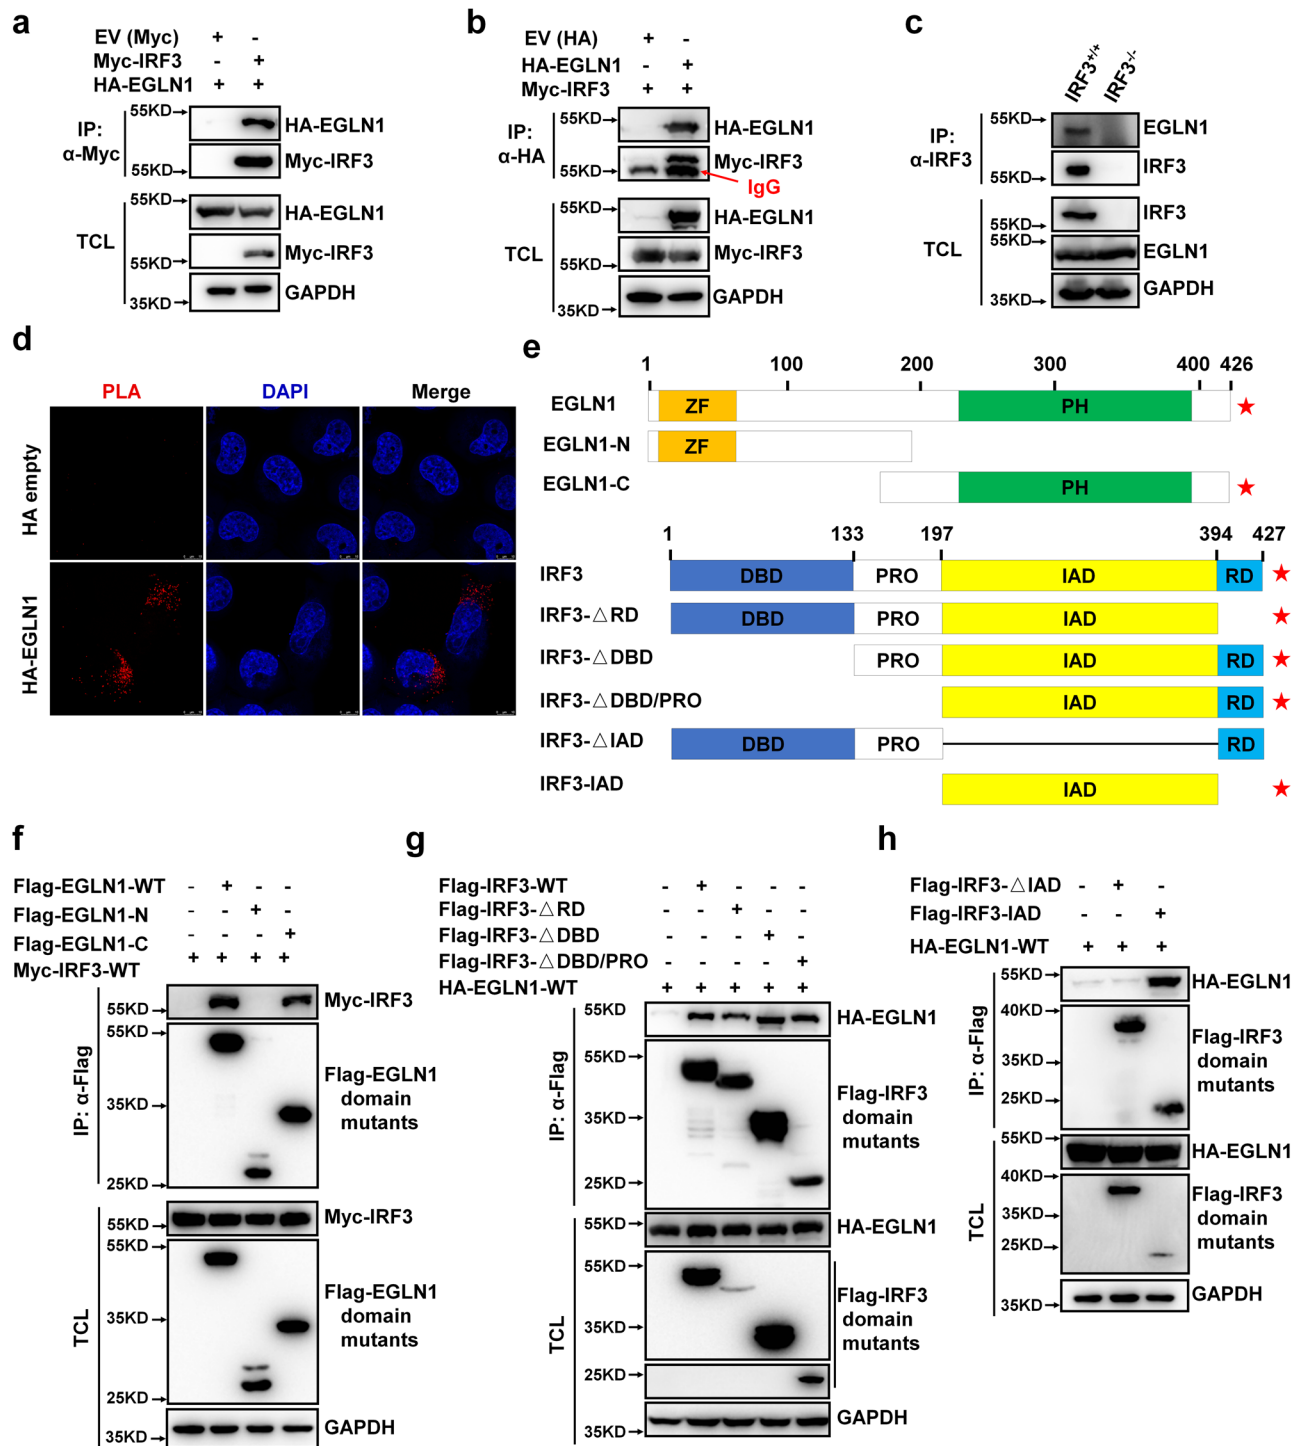 a
EV (Myc) + -
Myc-IRF3 - +
HA-EGLN1 + +
IP: α-Myc
55KD
HA-EGLN1
55KD
Myc-IRF3
TCL
55KD
HA-EGLN1
55KD
Myc-IRF3
35KD
GAPDH
b
EV (HA) + -
HA-EGLN1 - +
Myc-IRF3 + +
IP: α-HA
55KD
HA-EGLN1
55KD
Myc-IRF3
IgG
TCL
55KD
HA-EGLN1
55KD
Myc-IRF3
35KD
GAPDH
c
IRF3+/+ IRF3-/-
IP: α-IRF3
55KD
EGLN1
55KD
IRF3
TCL
55KD
IRF3
55KD
EGLN1
35KD
GAPDH
d
PLA DAPI Merge
HA empty
HA-EGLN1
e
1 100 200 300 400 426
EGLN1 ZF PH
EGLN1-N ZF
EGLN1-C PH
1 133 197 394 427
IRF3 DBD PRO IAD RD
IRF3-△RD DBD PRO IAD
IRF3-△DBD PRO IAD RD
IRF3-△DBD/PRO IAD RD
IRF3-△IAD DBD PRO RD
IRF3-IAD IAD
f
Flag-EGLN1-WT - + - -
Flag-EGLN1-N - - + -
Flag-EGLN1-C - - - +
Myc-IRF3-WT + + + +
IP: α-Flag
55KD
Myc-IRF3
55KD
35KD
25KD
Flag-EGLN1
domain
mutants
TCL
55KD
Myc-IRF3
55KD
35KD
25KD
Flag-EGLN1
domain
mutants
35KD
GAPDH
g
Flag-IRF3-WT - + - - -
Flag-IRF3-△RD - - + - -
Flag-IRF3-△DBD - - - + -
Flag-IRF3-△DBD/PRO - - - - +
HA-EGLN1-WT + + + + +
IP: α-Flag
55KD
HA-EGLN1
55KD
35KD
25KD
Flag-IRF3
domain
mutants
TCL
55KD
HA-EGLN1
55KD
35KD
25KD
Flag-IRF3
domain
mutants
35KD
GAPDH
h
Flag-IRF3-△IAD - + -
Flag-IRF3-IAD - - +
HA-EGLN1-WT + + +
IP: α-Flag
55KD
HA-EGLN1
40KD
35KD
25KD
Flag-IRF3
domain
mutants
TCL
55KD
HA-EGLN1
40KD
35KD
25KD
Flag-IRF3
domain
mutants
35KD
GAPDH